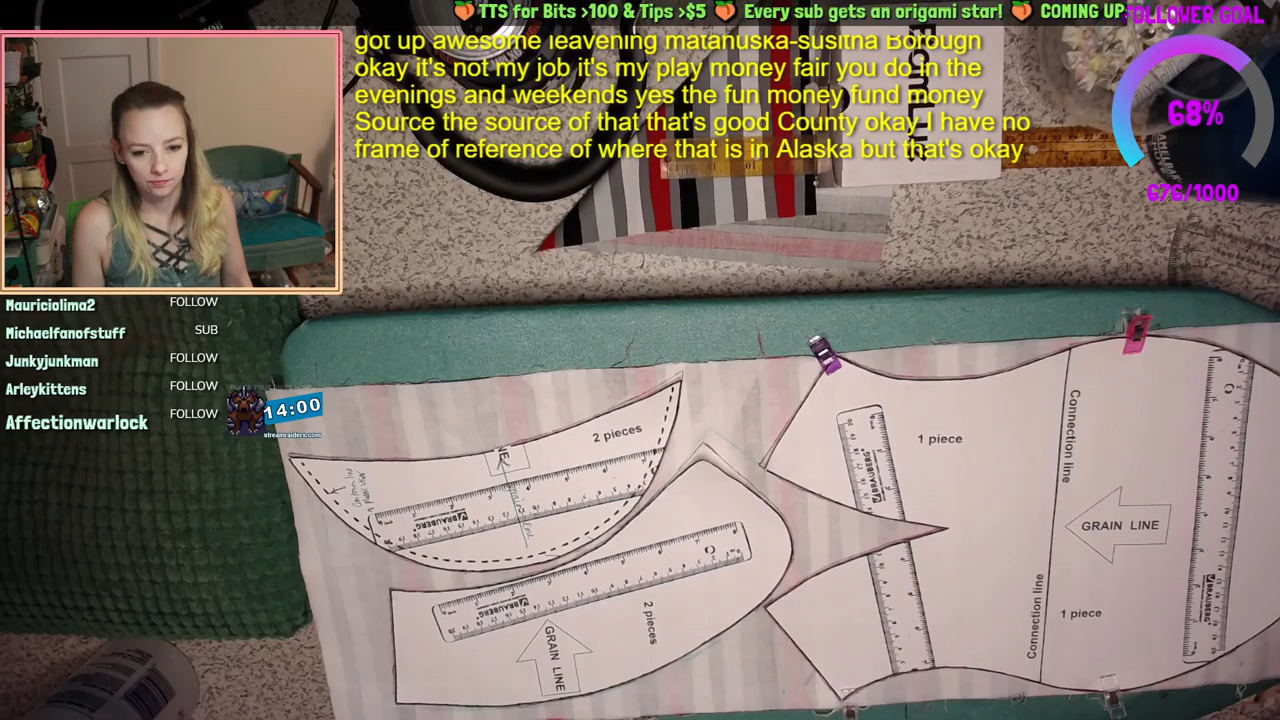 TTS for Bits >100 & Tips >$5 Every sub gets an origami star! COMING UP:
FOLLOWER GOAL
got up awesome leavening matanuska-susitna Borough
okay it's not my job it's my play money fair you do in the
evenings and weekends yes the fun money fund money
Source the source of that that's good County okay I have no
frame of reference of where that is in Alaska but that's okay
68%
676/1000
Mauriciolima2 FOLLOW
Michaelfanofstuff SUB
Junkyjunkman FOLLOW
Arleykittens FOLLOW
Affectionwarlock FOLLOW
14:00
streamraiders.com
2 pieces
BRAUBERG
BRAUBERG
2 pieces
GRAIN LINE
1 piece
BRAUBERG
Connection line
GRAIN LINE
Connection line
1 piece
BRAUBERG